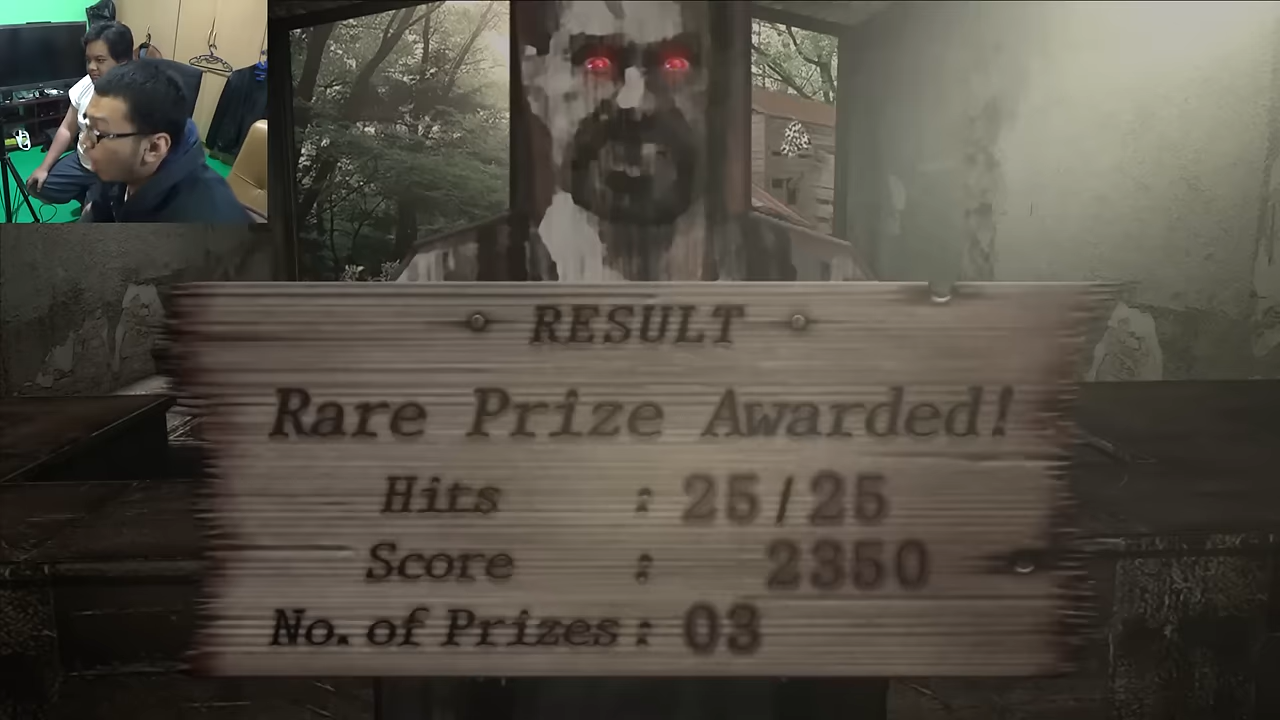 RESULT
Rare Prize Awarded!
Hits : 25/25
Score : 2350
No. of Prizes : 03